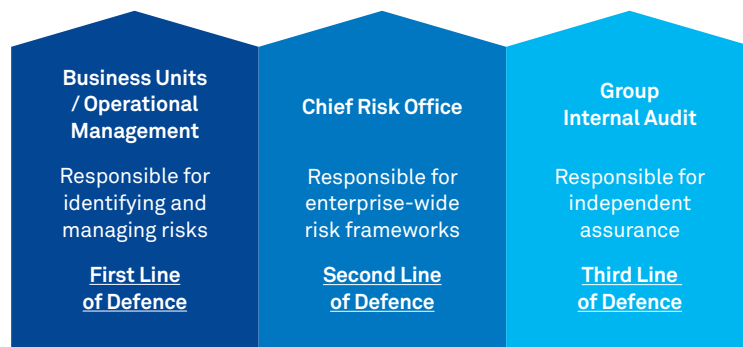 Business Units
/ Operational
Management
Responsible for
identifying and
managing risks
First Line
of Defence
Chief Risk Office
Responsible for
enterprise-wide
risk frameworks
Second Line
of Defence
Group
Internal Audit
Responsible for
independent
assurance
Third Line
of Defence